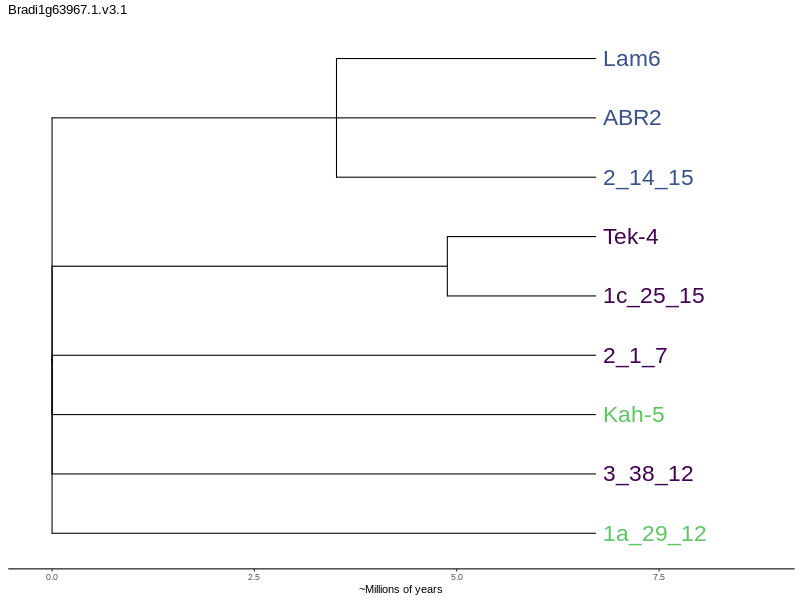 Bradi1g63967.1.v3.1
Lam6
ABR2
2_14_15
Tek-4
1c_25_15
2_1_7
Kah-5
3_38_12
1a_29_12
0.0 2.5 5.0 7.5
~Millions of years